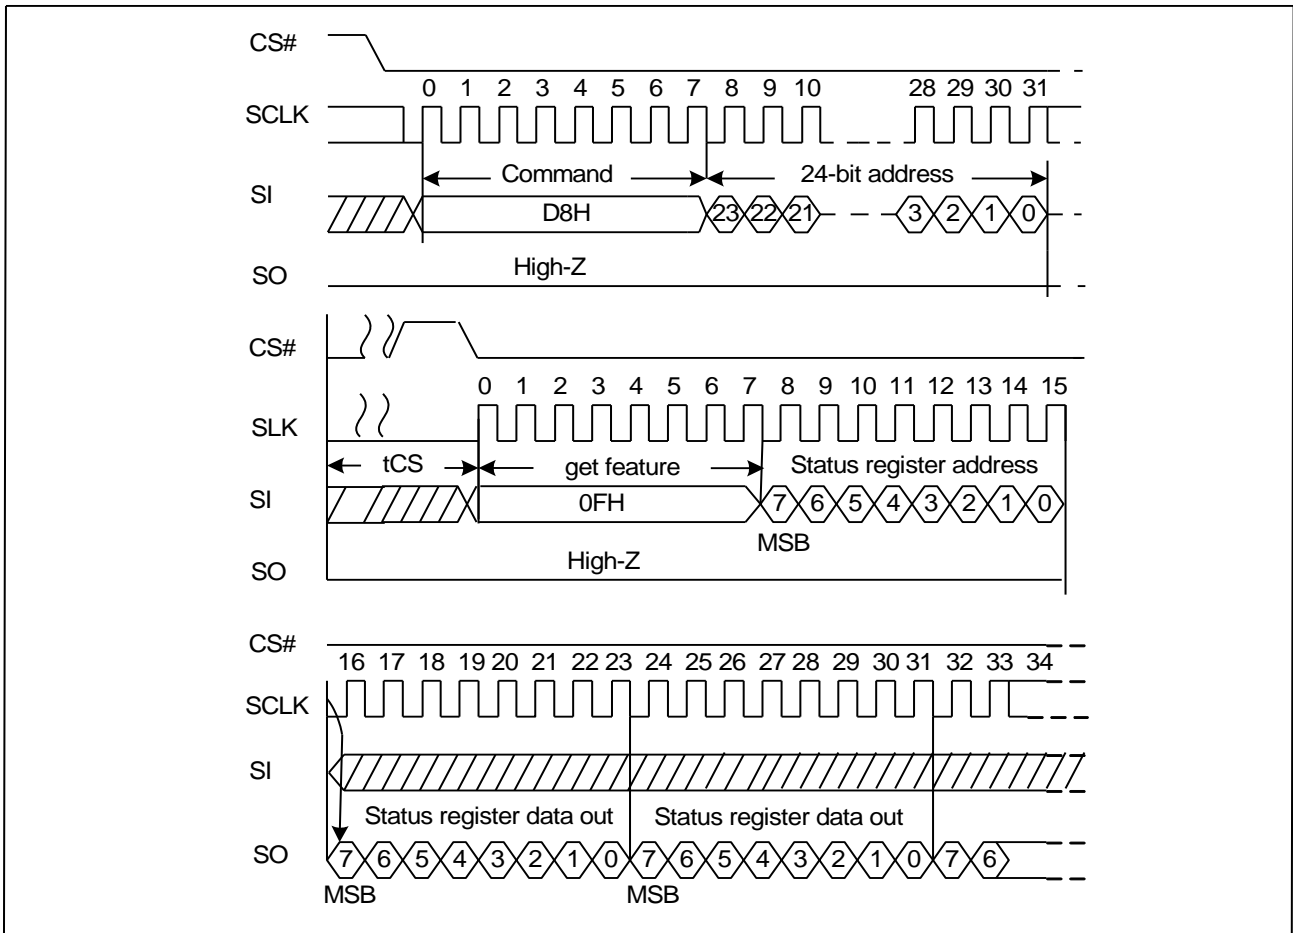 CS#
0 1 2 3 4 5 6 7 8 9 10 28 29 30 31
SCLK
Command 24-bit address
SI
D8H 23 22 21 3 2 1 0
High-Z
SO
CS#
0 1 2 3 4 5 6 7 8 9 10 11 12 13 14 15
SLK
tCS get feature Status register address
SI
0FH 7 6 5 4 3 2 1 0
MSB
High-Z
SO
CS#
16 17 18 19 20 21 22 23 24 25 26 27 28 29 30 31 32 33 34
SCLK
SI
Status register data out Status register data out
SO
7 6 5 4 3 2 1 0 7 6 5 4 3 2 1 0 7 6
MSB MSB